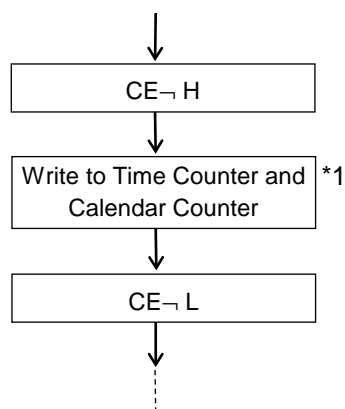 CE¬ H
Write to Time Counter and *1
Calendar Counter
CE¬ L